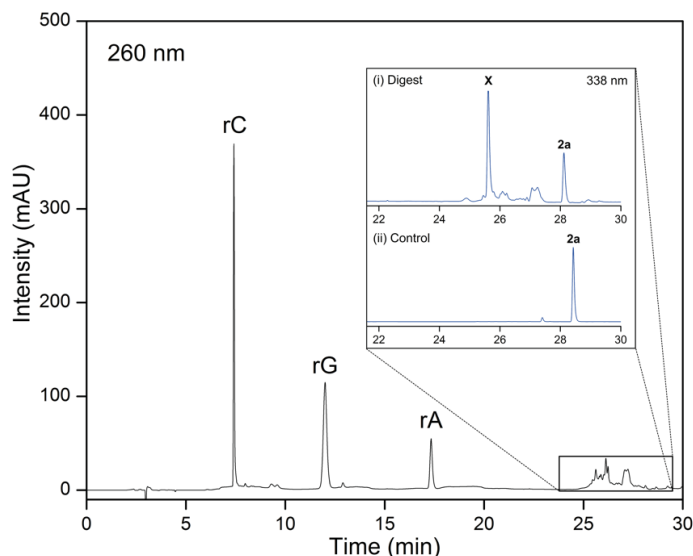 500
260 nm
(i) Digest
X
338 nm
2a
22 24 26 28 30
(ii) Control
2a
22 24 26 28 30
400
rC
300
200
rG
100
rA
0
0 5 10 15 20 25 30
Intensity (mAU)
Time (min)